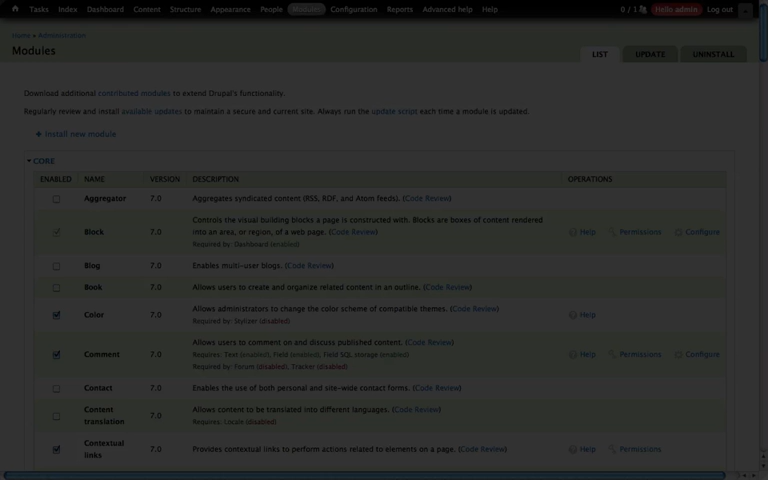 Tasks Index Dashboard Content Structure Appearance People Modules Configuration Reports Advanced help Help 0 / 1 Hello admin Log out
Home » Administration
Modules
LIST UPDATE UNINSTALL
Download additional contributed modules to extend Drupal's functionality.
Regularly review and install available updates to maintain a secure and current site. Always run the update script each time a module is updated.
+ Install new module
CORE
ENABLED NAME VERSION DESCRIPTION OPERATIONS
Aggregator 7.0 Aggregates syndicated content (RSS, RDF, and Atom feeds). (Code Review)
Controls the visual building blocks a page is constructed with. Blocks are boxes of content rendered
Block 7.0 into an area, or region, of a web page. (Code Review) Help Permissions Configure
Required by: Dashboard (enabled)
Blog 7.0 Enables multi-user blogs. (Code Review)
Book 7.0 Allows users to create and organize related content in an outline. (Code Review)
Color 7.0 Allows administrators to change the color scheme of compatible themes. (Code Review) Help
Required by: Skinr (disabled)
Allows users to comment on and discuss published content. (Code Review)
Comment 7.0 Requires: Text (enabled), Field (enabled), Field SQL storage (enabled) Help Permissions Configure
Required by: Forum (disabled), Tracker (disabled)
Contact 7.0 Enables the use of both personal and site-wide contact forms. (Code Review)
Content translation 7.0 Allows content to be translated into different languages. (Code Review)
Requires: Locale (disabled)
Contextual links 7.0 Provides contextual links to perform actions related to elements on a page. (Code Review) Help Permissions